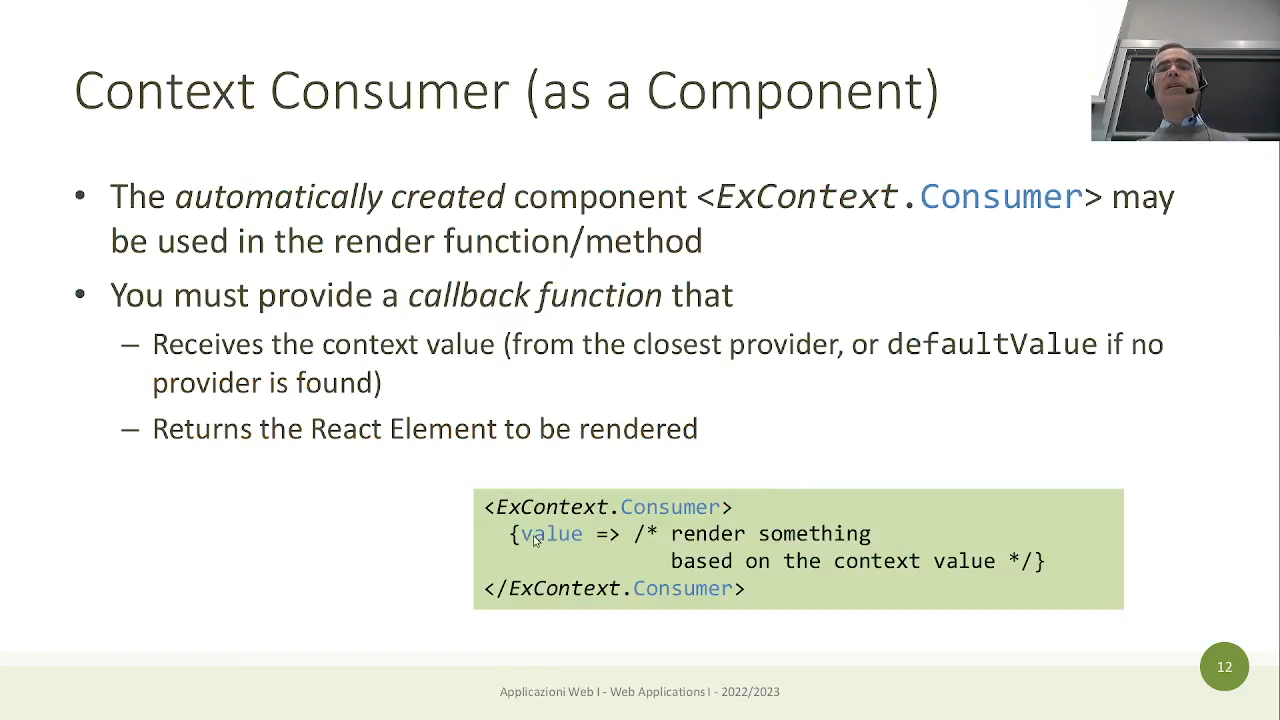 Context Consumer (as a Component)
• The automatically created component <ExContext.Consumer> may
be used in the render function/method
• You must provide a callback function that
– Receives the context value (from the closest provider, or defaultValue if no
provider is found)
– Returns the React Element to be rendered
<ExContext.Consumer>
{value => /* render something
based on the context value */}
</ExContext.Consumer>
Applicazioni Web I - Web Applications I - 2022/2023
12